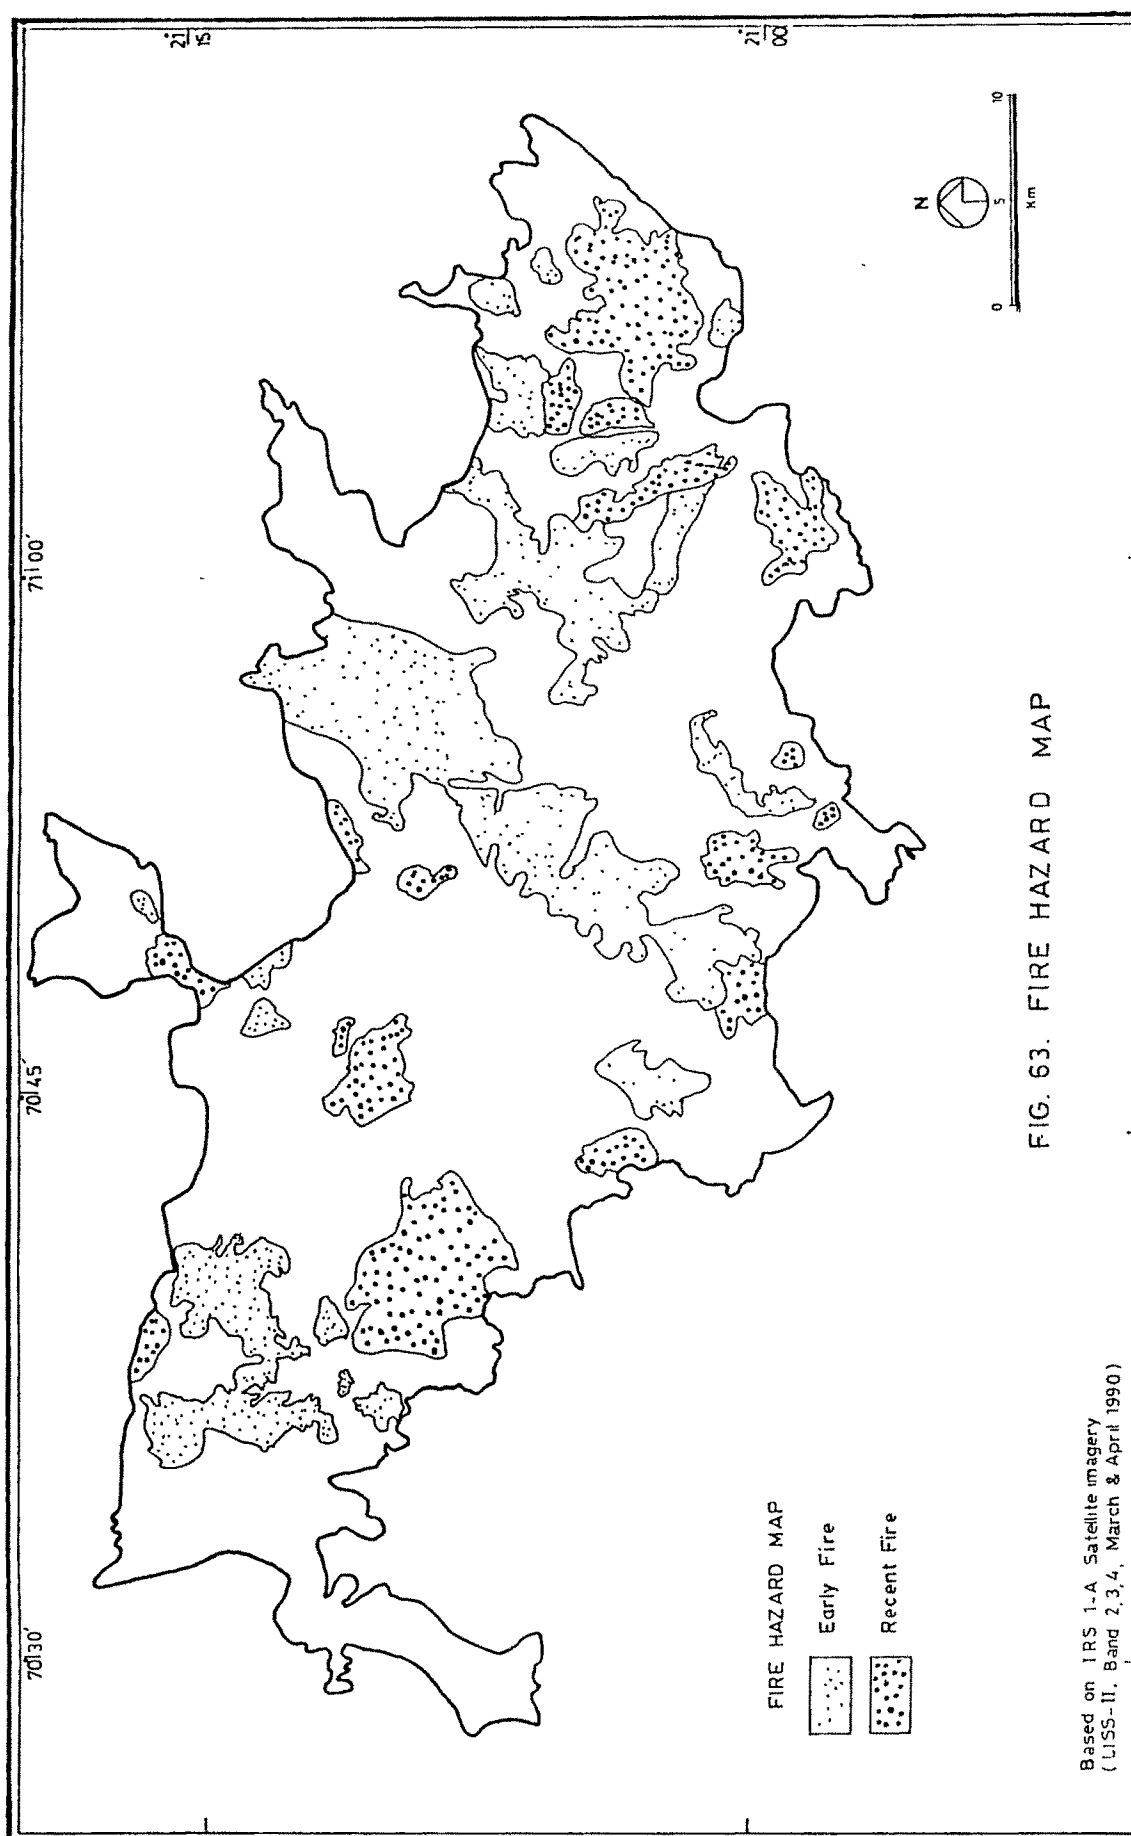 70°30'
70°45'
71°00'
21°
15
21°
00
N
0
5
10
Km
FIRE HAZARD MAP
Early Fire
Recent Fire
FIG. 63. FIRE HAZARD MAP
Based on IRS 1-A Satellite imagery
(LISS-II, Band 2,3,4, March & April 1990)